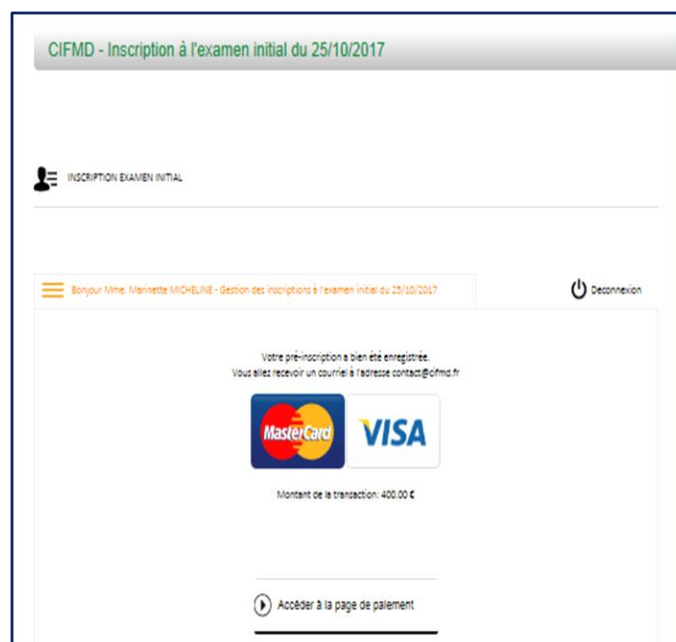 CIFMD - Inscription à l'examen initial du 25/10/2017
INSCRIPTION EXAMEN INITIAL
Bonjour Mme. Marinette MICHELINE - Gestion des inscriptions à l'examen initial du 25/10/2017
Deconnexion
Votre pré-inscription a bien été enregistrée.
Vous allez recevoir un courriel à l'adresse contact@cifmd.fr
MasterCard
VISA
Montant de la transaction: 400.00 €
Accéder à la page de paiement